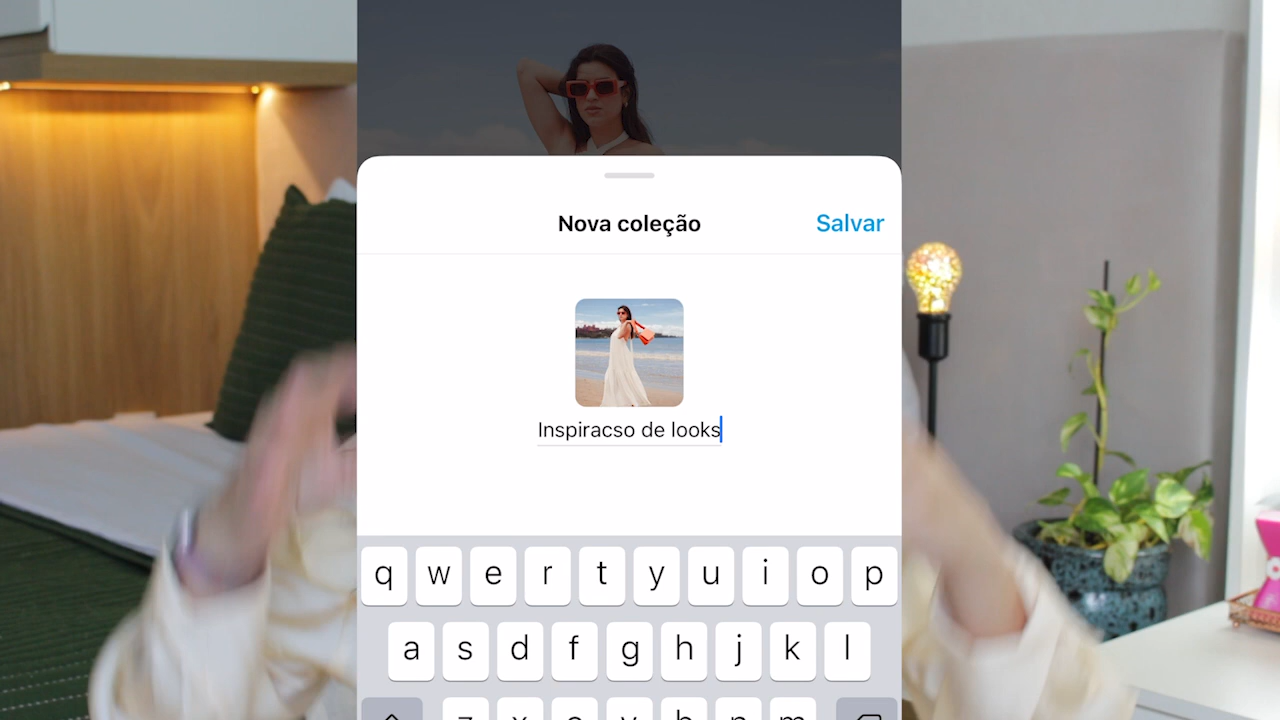 Nova coleção
Salvar
Inspiracso de looks
q w e r t y u i o p
a s d f g h j k l
z x c v b n m